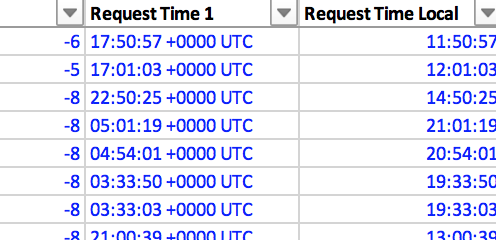 Request Time 1 Request Time Local
-6 17:50:57 +0000 UTC 11:50:57
-5 17:01:03 +0000 UTC 12:01:03
-8 22:50:25 +0000 UTC 14:50:25
-8 05:01:19 +0000 UTC 21:01:19
-8 04:54:01 +0000 UTC 20:54:01
-8 03:33:50 +0000 UTC 19:33:50
-8 03:33:03 +0000 UTC 19:33:03
-8 21:00:39 +0000 UTC 13:00:39